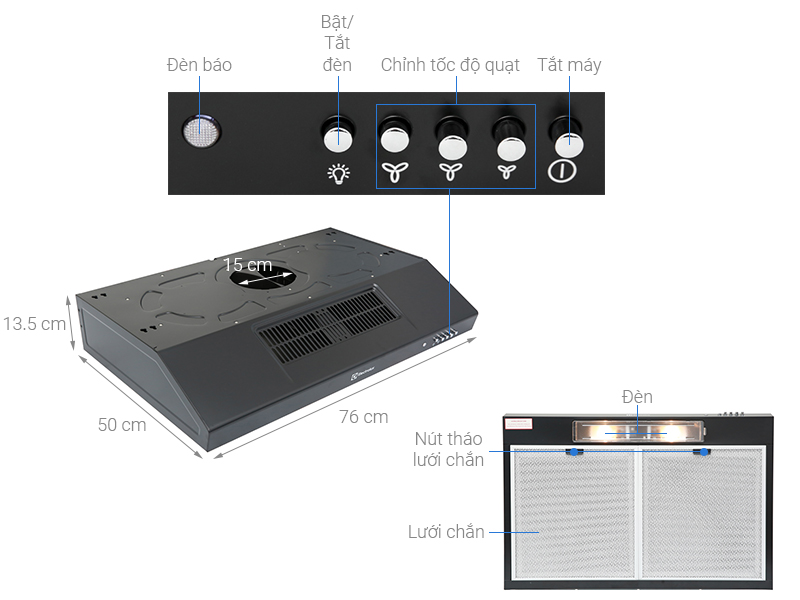 Bật/
Tắt
đèn
Đèn báo
Chỉnh tốc độ quạt
Tắt máy
15 cm
13.5 cm
50 cm
76 cm
Electrolux
Đèn
Nút tháo
lưới chắn
Lưới chắn